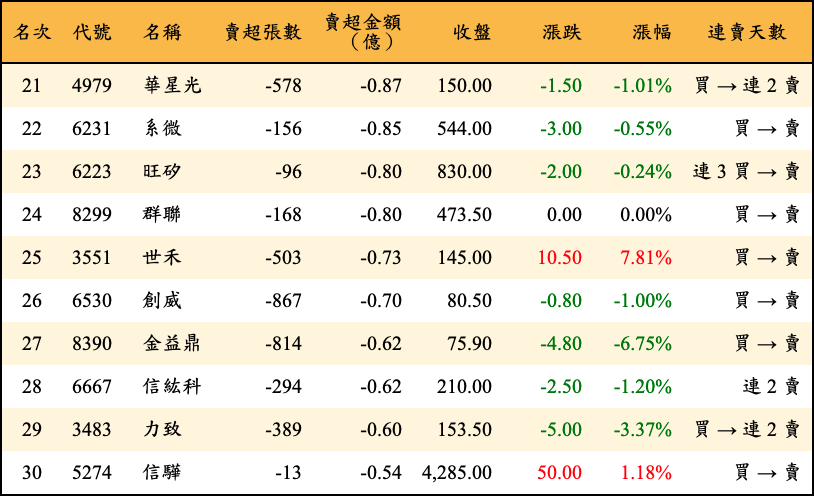 名次 代號 名稱 賣超張數 賣超金額（億） 收盤 漲跌 漲幅 連賣天數
21 4979 華星光 -578 -0.87 150.00 -1.50 -1.01% 買 → 連 2 賣
22 6231 系微 -156 -0.85 544.00 -3.00 -0.55% 買 → 賣
23 6223 旺矽 -96 -0.80 830.00 -2.00 -0.24% 連 3 買 → 賣
24 8299 群聯 -168 -0.80 473.50 0.00 0.00% 買 → 賣
25 3551 世禾 -503 -0.73 145.00 10.50 7.81% 買 → 賣
26 6530 創威 -867 -0.70 80.50 -0.80 -1.00% 買 → 賣
27 8390 金益鼎 -814 -0.62 75.90 -4.80 -6.75% 買 → 賣
28 6667 信紘科 -294 -0.62 210.00 -2.50 -1.20% 連 2 賣
29 3483 力致 -389 -0.60 153.50 -5.00 -3.37% 買 → 連 2 賣
30 5274 信驊 -13 -0.54 4,285.00 50.00 1.18% 買 → 賣